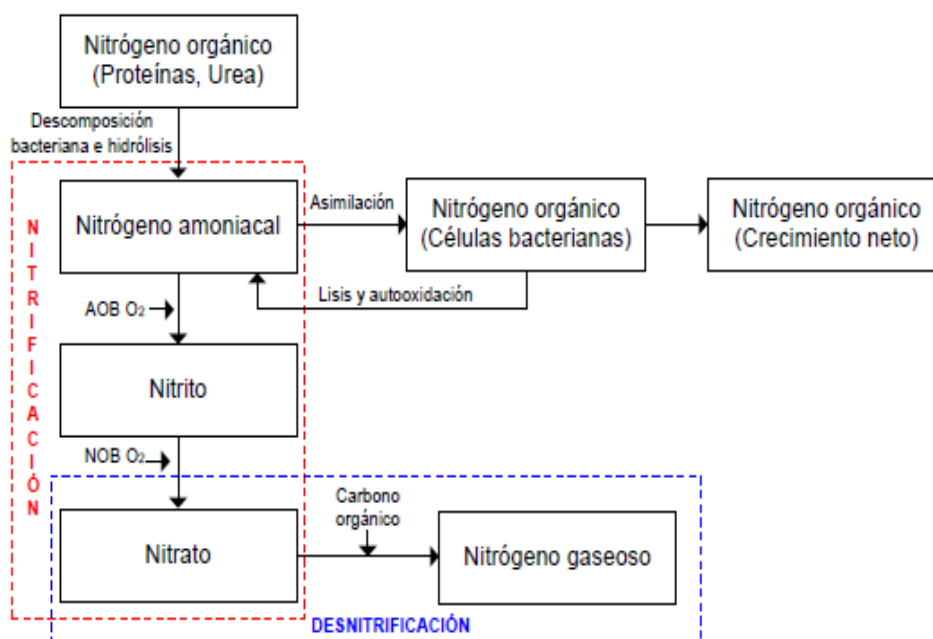 Nitrógeno orgánico
(Proteínas, Urea)
Descomposición
bacteriana e hidrólisis
NITRIFICACIÓN
Nitrógeno amoniacal
Asimilación
Nitrógeno orgánico
(Células bacterianas)
Nitrógeno orgánico
(Crecimiento neto)
Lisis y autooxidación
AOB O₂
Nitrito
NOB O₂
Nitrato
Carbono
orgánico
Nitrógeno gaseoso
DESNITRIFICACIÓN